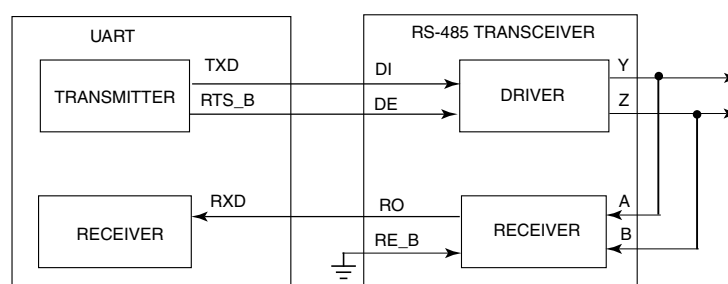 UART
RS-485 TRANSCEIVER
TXD
DI
Y
TRANSMITTER
DRIVER
RTS_B
DE
Z
RXD
RO
A
RECEIVER
RECEIVER
RE_B
B